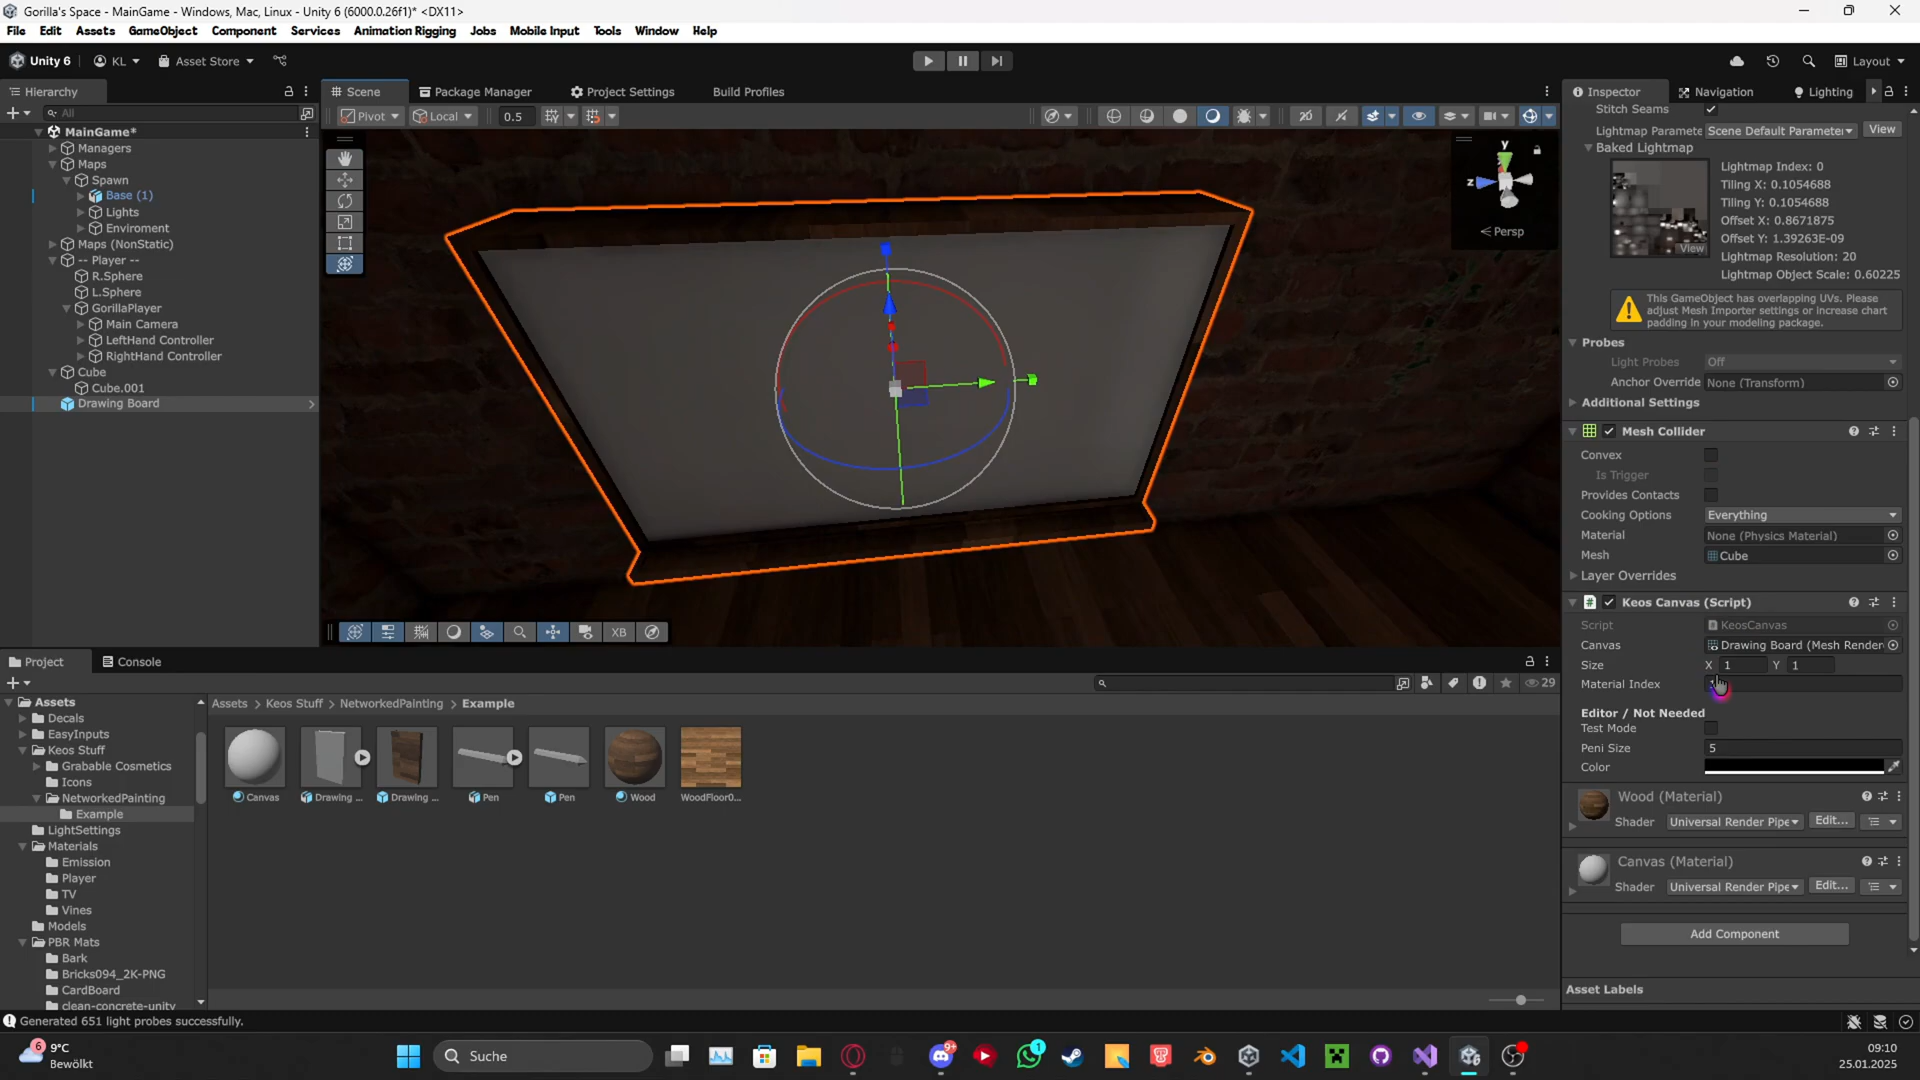 Gorilla's Space - MainGame - Windows, Mac, Linux - Unity 6 (6000.0.26f1)* <DX11>
File Edit Assets GameObject Component Services Animation Rigging Jobs Mobile Input Tools Window Help
Unity 6 KL Asset Store Layout
Hierarchy Scene Package Manager Project Settings Build Profiles Inspector Navigation Lighting
All Pivot Local 0.5
MainGame*
Managers
Maps
Spawn
Base (1)
Lights
Enviroment
Maps (NonStatic)
-- Player --
R.Sphere
L.Sphere
GorillaPlayer
Main Camera
LeftHand Controller
RightHand Controller
Cube
Cube.001
Drawing Board
y
z
< Persp
XB
Stitch Seams
Lightmap Paramete Scene Default Parameter View
Baked Lightmap
View
Lightmap Index: 0
Tiling X: 0.1054688
Tiling Y: 0.1054688
Offset X: 0.8671875
Offset Y: 1.39263E-09
Lightmap Resolution: 20
Lightmap Object Scale: 0.60225
This GameObject has overlapping UVs. Please
adjust Mesh Importer settings or increase chart
padding in your modeling package.
Probes
Light Probes Off
Anchor Override None (Transform)
Additional Settings
Mesh Collider
Convex
Is Trigger
Provides Contacts
Cooking Options Everything
Material None (Physics Material)
Mesh Cube
Layer Overrides
Keos Canvas (Script)
Script KeosCanvas
Canvas Drawing Board (Mesh Render
Size X 1 Y 1
Material Index
Editor / Not Needed
Test Mode
Peni Size 5
Color
Wood (Material)
Shader Universal Render Pipe Edit...
Canvas (Material)
Shader Universal Render Pipe Edit...
Add Component
Asset Labels
Project Console
29
Assets
Decals
EasyInputs
Keos Stuff
Grabable Cosmetics
Icons
NetworkedPainting
Example
LightSettings
Materials
Emission
Player
TV
Vines
Models
PBR Mats
Bark
Bricks094_2K-PNG
CardBoard
clean-concrete-unity
Assets > Keos Stuff > NetworkedPainting > Example
Canvas Drawing ... Drawing ... Pen Pen Wood WoodFloor0...
Generated 651 light probes successfully.
6
9°C
Bewölkt
Suche
9+
1
09:10
25.01.2025